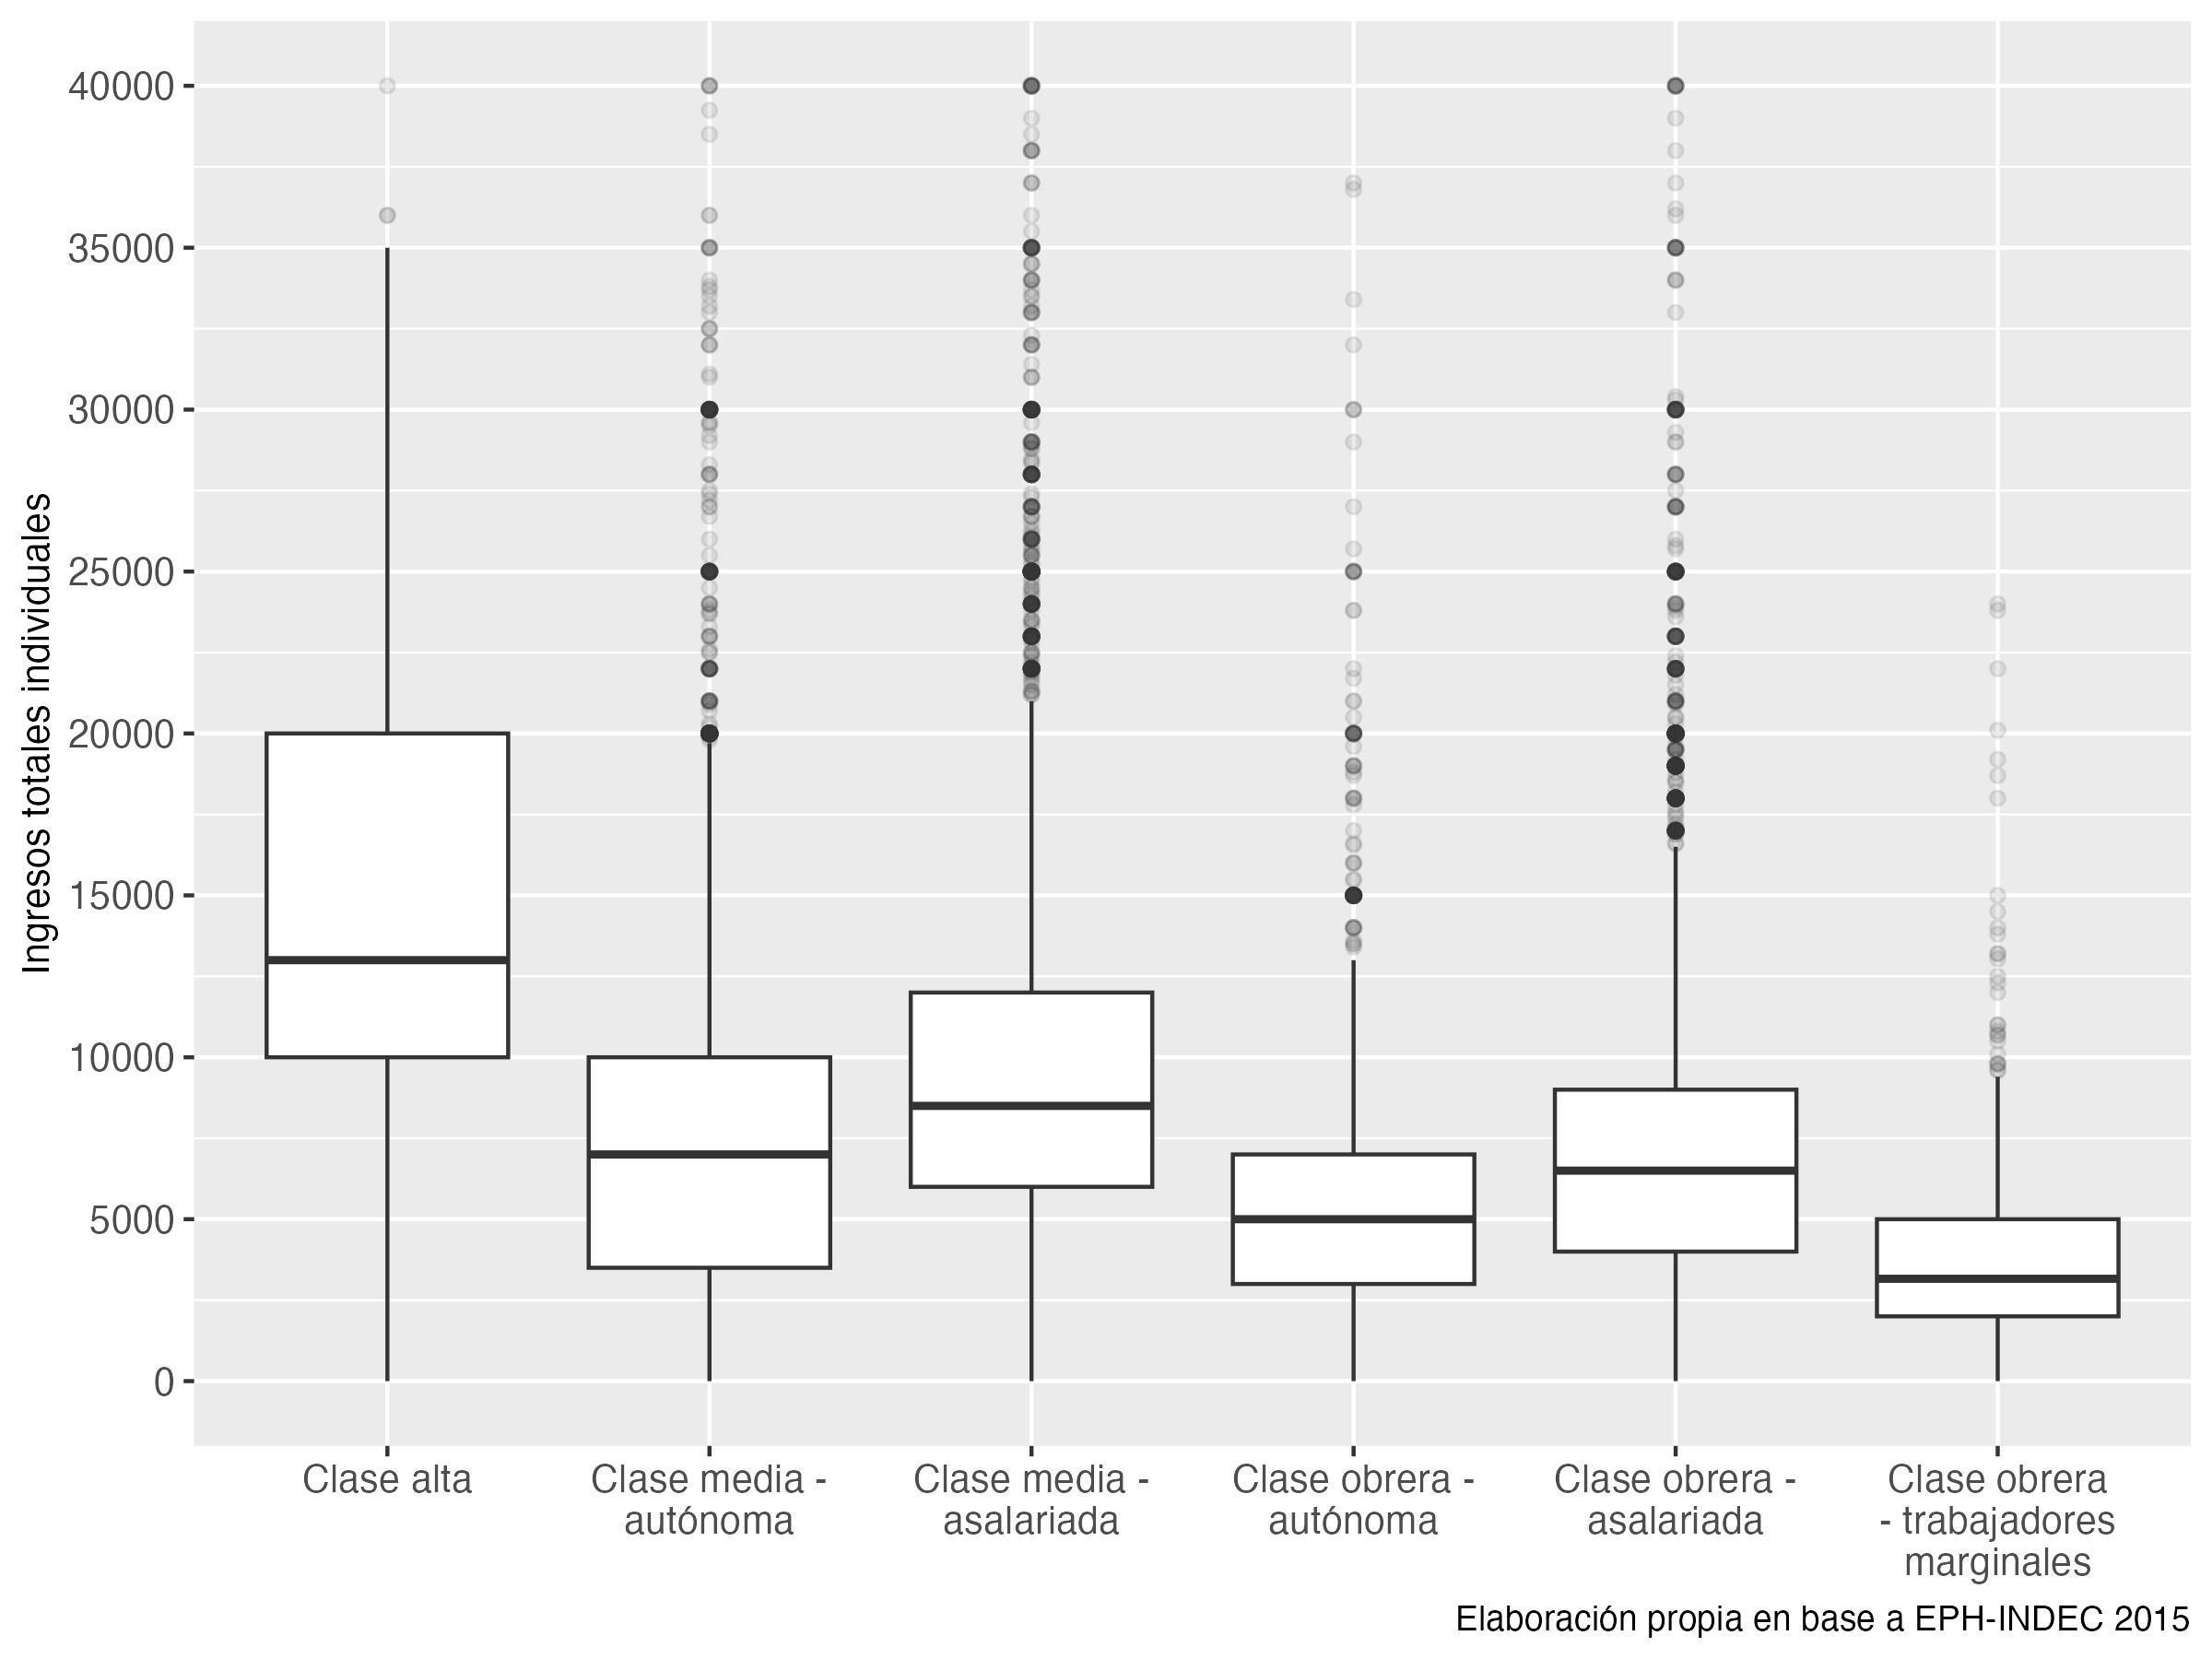 Ingresos totales individuales
40000
35000
30000
25000
20000
15000
10000
5000
0
Clase alta
Clase media -
autónoma
Clase media -
asalariada
Clase obrera -
autónoma
Clase obrera -
asalariada
Clase obrera
- trabajadores
marginales
Elaboración propia en base a EPH-INDEC 2015